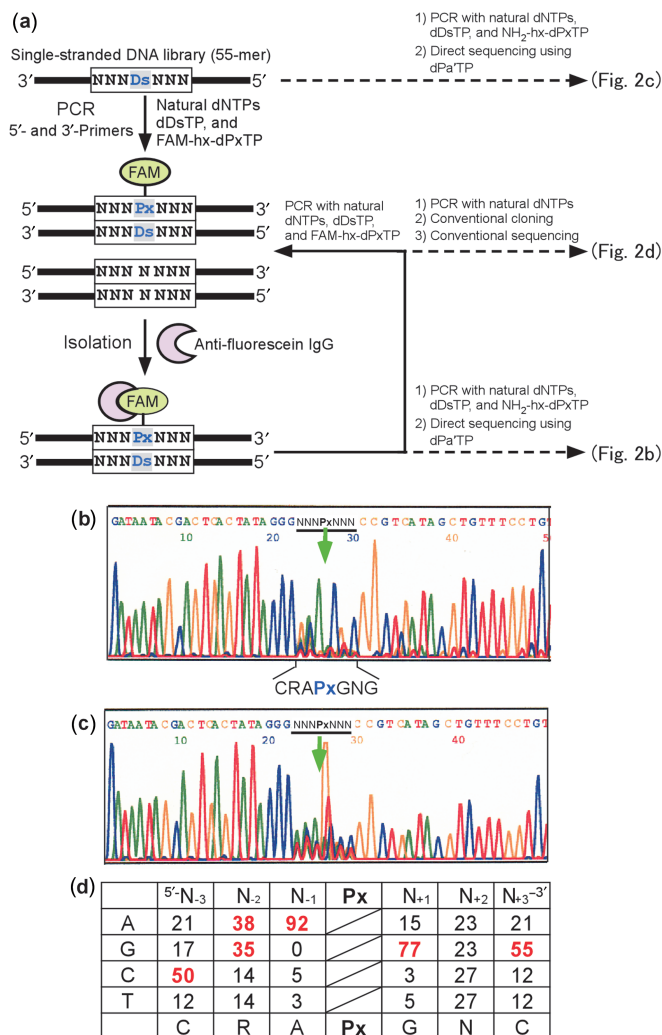 (a)
1) PCR with natural dNTPs,
dDsTP, and NH2-hx-dPxTP
2) Direct sequencing using
dPa′TP
Single-stranded DNA library (55-mer)
3′ NNNDsNNN 5′
(Fig. 2c)
PCR
5′- and 3′-Primers
Natural dNTPs
dDsTP, and
FAM-hx-dPxTP
FAM
5′ NNNPxNNN 3′
3′ NNNDsNNN 5′
PCR with natural
dNTPs, dDsTP,
and FAM-hx-dPxTP
1) PCR with natural dNTPs
2) Conventional cloning
3) Conventional sequencing
(Fig. 2d)
5′ NNN N NNN 3′
3′ NNN N NNN 5′
Isolation
Anti-fluorescein IgG
FAM
5′ NNNPxNNN 3′
3′ NNNDsNNN 5′
1) PCR with natural dNTPs,
dDsTP, and NH2-hx-dPxTP
2) Direct sequencing using
dPa′TP
(Fig. 2b)
(b)
GATAATACGACTCACTATAGGGNNNPxNNNCCGTCATAGCTGTTTCCTGT
10 20 30 40 5
CRAPxGNG
(c)
GATAATACGACTCACTATAGGGNNNPxNNNCCGTCATAGCTGTTTCCTGT
10 20 30 40
(d)
5′-N-3 N-2 N-1 Px N+1 N+2 N+3-3′
A 21 38 92 15 23 21
G 17 35 0 77 23 55
C 50 14 5 3 27 12
T 12 14 3 5 27 12
C R A Px G N C